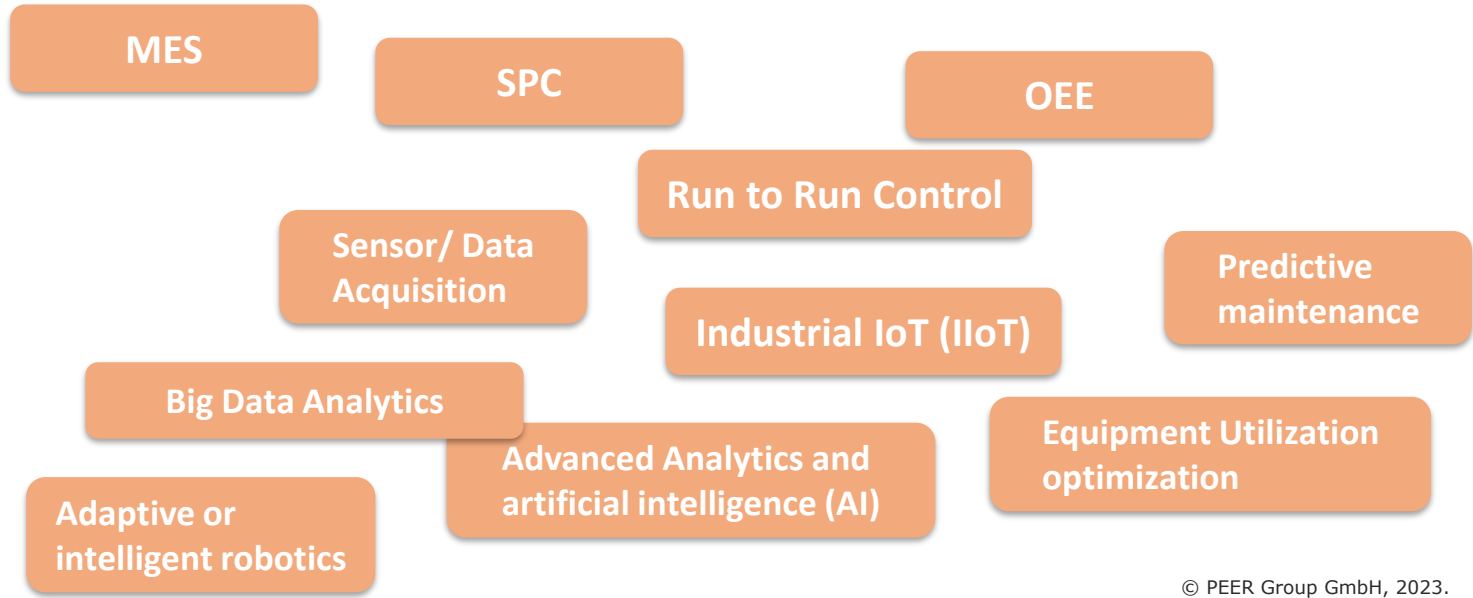 MES
SPC
OEE
Run to Run Control
Sensor/ Data
Acquisition
Predictive
maintenance
Industrial IoT (IIoT)
Big Data Analytics
Equipment Utilization
optimization
Advanced Analytics and
artificial intelligence (AI)
Adaptive or
intelligent robotics
© PEER Group GmbH, 2023.